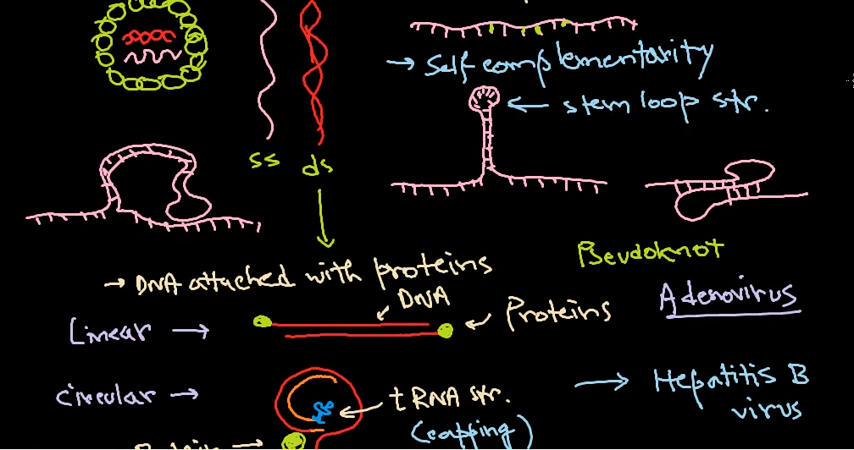 → Self complementarity
← stem loop str.
ss ds
Pseudoknot
→ DNA attached with proteins
Adenovirus
DNA
Linear → ← Proteins
circular → ← tRNA str. → Hepatitis B
virus
(capping)
Protein →